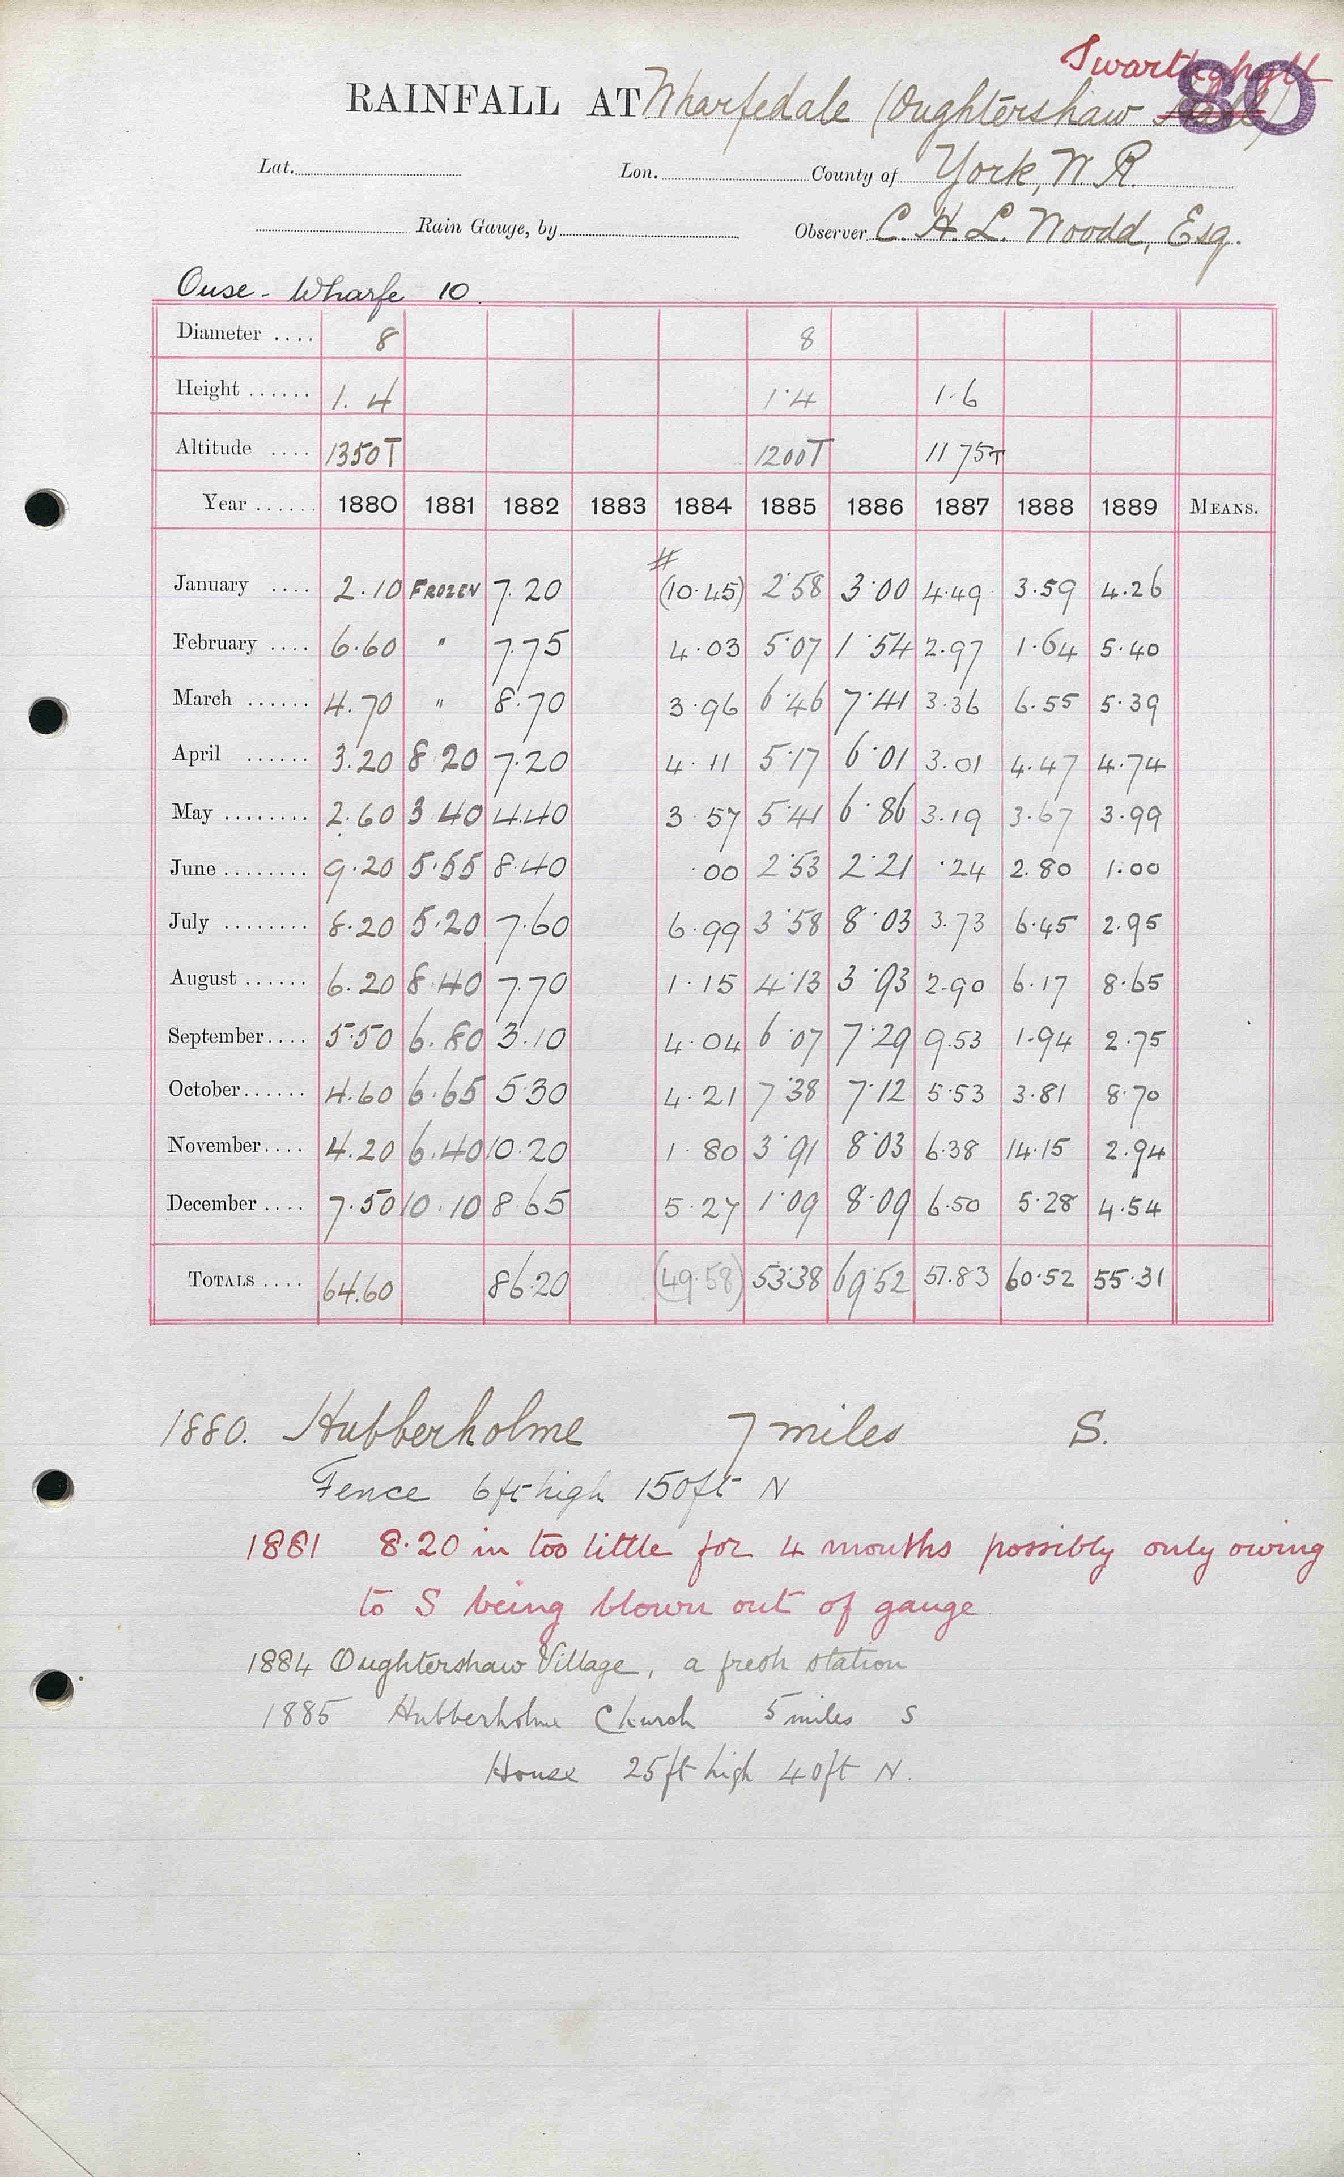 Swarthghyll
80
RAINFALL AT Wharfedale (Oughtershaw Hall)
Lat. Lon. County of York, W R
Rain Gauge, by Observer C. H. L. Woodd, Esq.
Ouse - Wharfe 10.
Diameter .... 8 8
Height ...... 1.4 1·4 1·6
Altitude .... 1350T 1200T 1175T
Year ...... 1880 1881 1882 1883 1884 1885 1886 1887 1888 1889 MEANS.
#
January .... 2.10 FROZEN 7.20 (10.45) 2·58 3·00 4.49 3.59 4.26
February .... 6.60 " 7.75 4.03 5·07 1·54 2.97 1.64 5.40
March ...... 4.70 " 8.70 3.96 6·46 7·41 3.36 6.55 5.39
April ...... 3.20 8.20 7.20 4.11 5·17 6·01 3.01 4.47 4.74
May ........ 2.60 3.40 4.40 3.57 5·41 6·86 3.19 3.67 3.99
June ........ 9.20 5.55 8.40 .00 2·53 2·21 ·24 2.80 1.00
July ........ 8.20 5.20 7.60 6.99 3·58 8·03 3.73 6.45 2.95
August ...... 6.20 8.40 7.70 1.15 4·13 3·93 2.90 6.17 8.65
September .... 5.50 6.80 3.10 4.04 6·07 7·29 9.53 1.94 2.75
October ...... 4.60 6.65 5.30 4.21 7·38 7·12 5.53 3.81 8.70
November .... 4.20 6.40 10.20 1.80 3·91 8·03 6.38 14.15 2.94
December .... 7.50 10.10 8.65 5.27 1·09 8·09 6.50 5.28 4.54
TOTALS .... 64.60 86.20 (49.58) 53·38 69·52 51.83 60.52 55.31
1880. Hubberholme 7 miles S.
Fence 6ft high 150ft N
1881 8.20 in too little for 4 months possibly only owing
to S being blown out of gauge
1884 Oughtershaw Village, a fresh station
1885 Hubberholme Church 5 miles S
House 25ft high 40ft N.